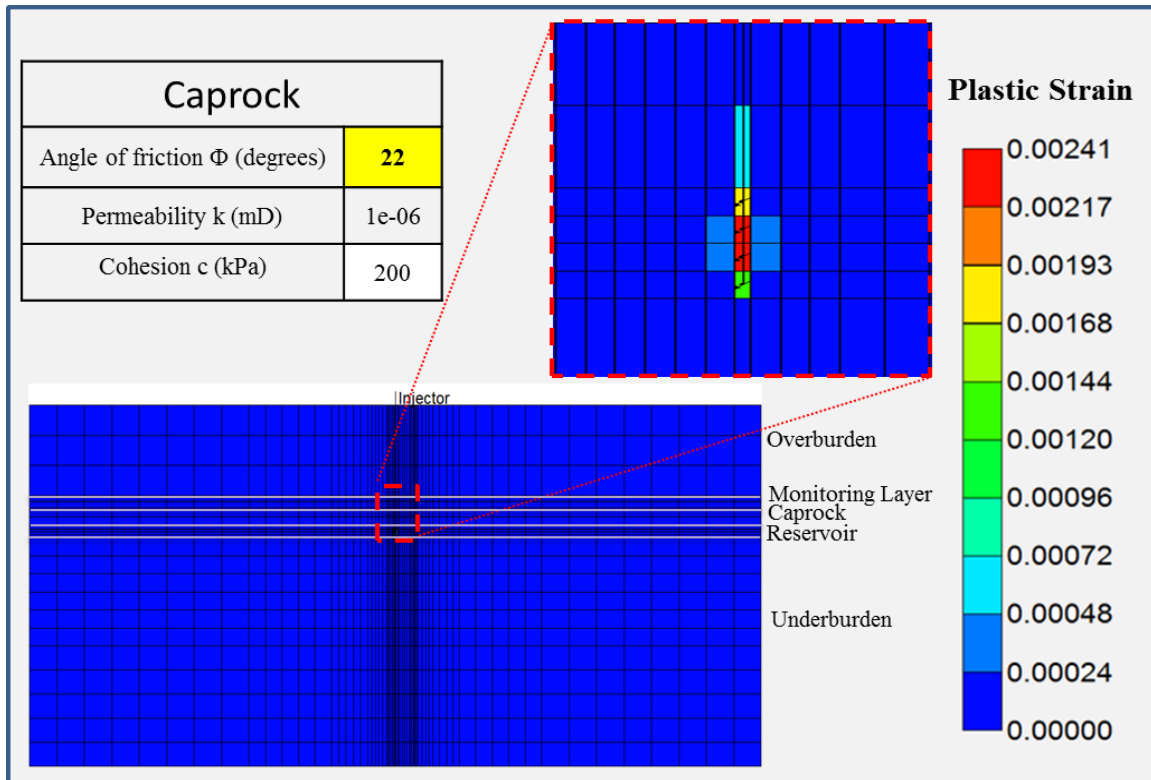 Caprock
Angle of friction Φ (degrees) 22
Permeability k (mD) 1e-06
Cohesion c (kPa) 200
Plastic Strain
0.00241
0.00217
0.00193
0.00168
0.00144
0.00120
0.00096
0.00072
0.00048
0.00024
0.00000
Injector
Overburden
Monitoring Layer
Caprock
Reservoir
Underburden